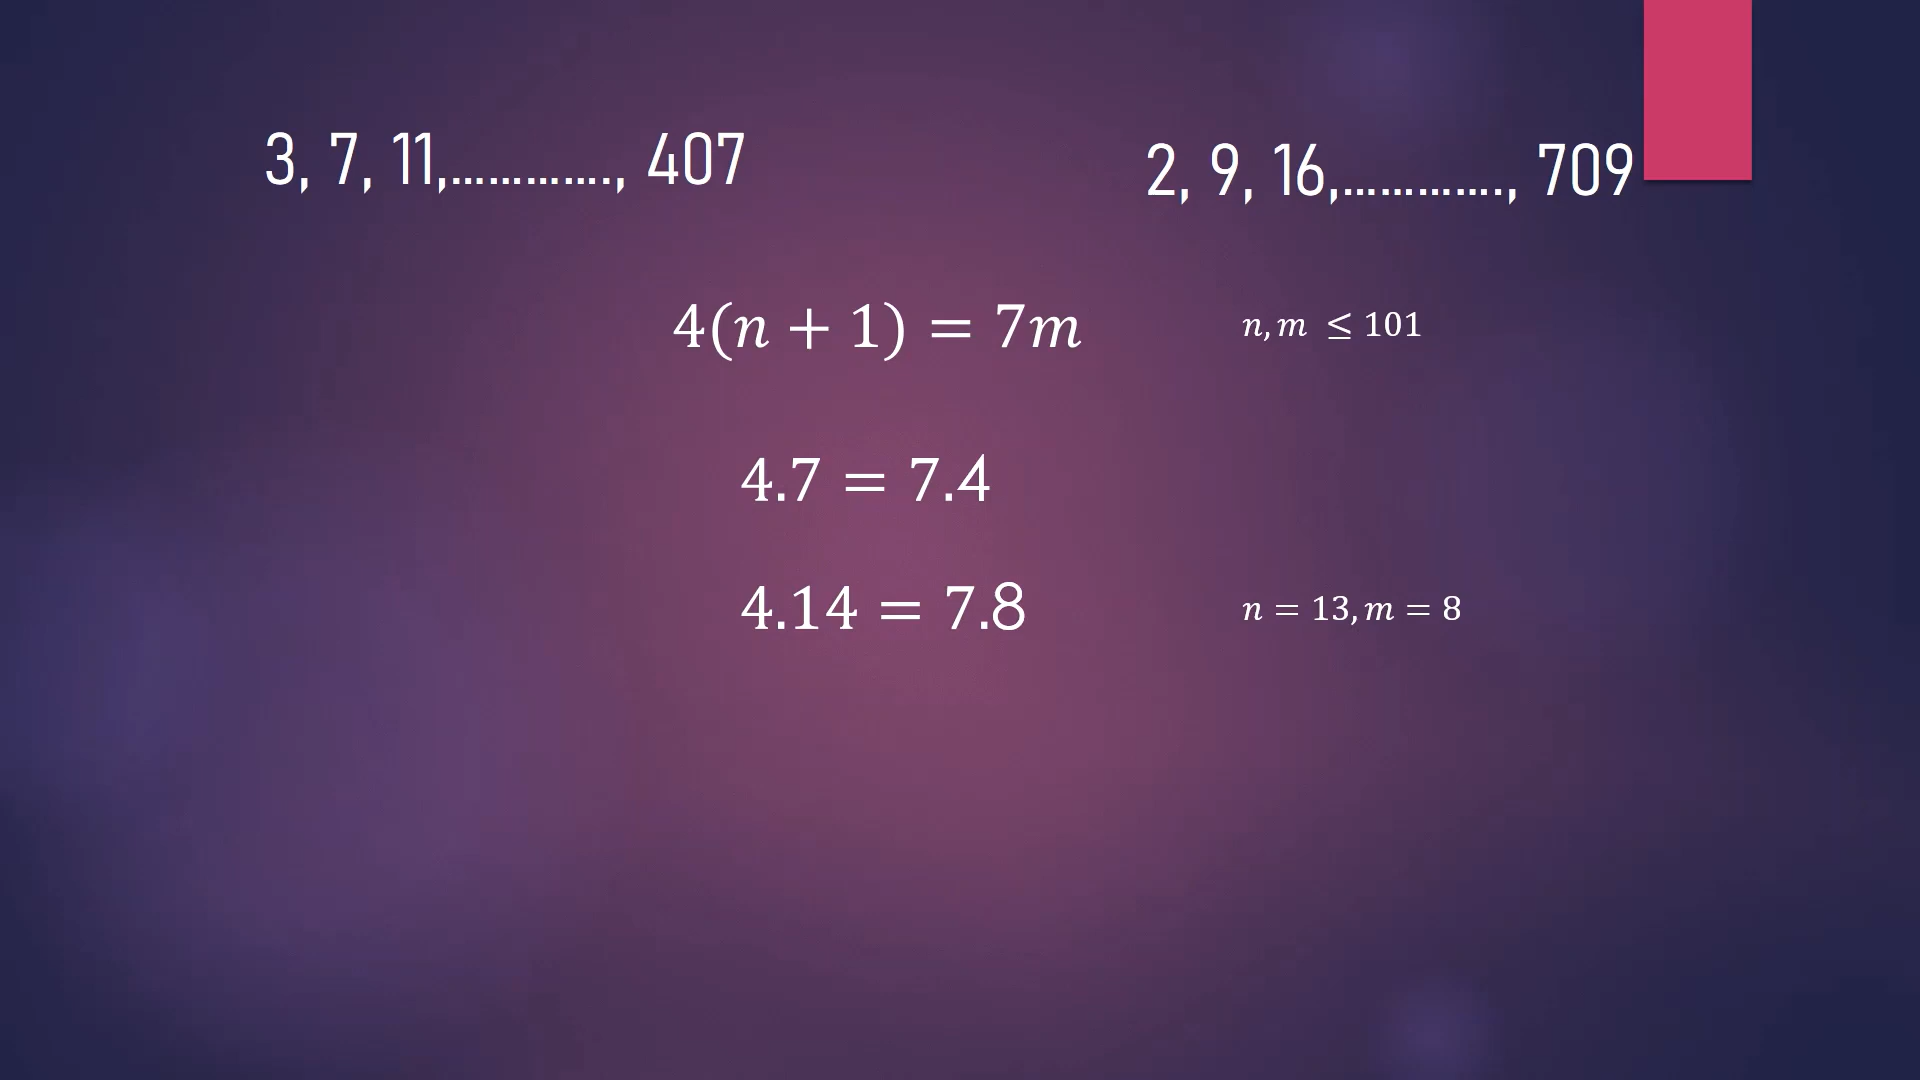 3, 7, 11,…………., 407
2, 9, 16,…………., 709
4(n + 1) = 7m
n, m ≤ 101
4.7 = 7.4
4.14 = 7.8
n = 13, m = 8